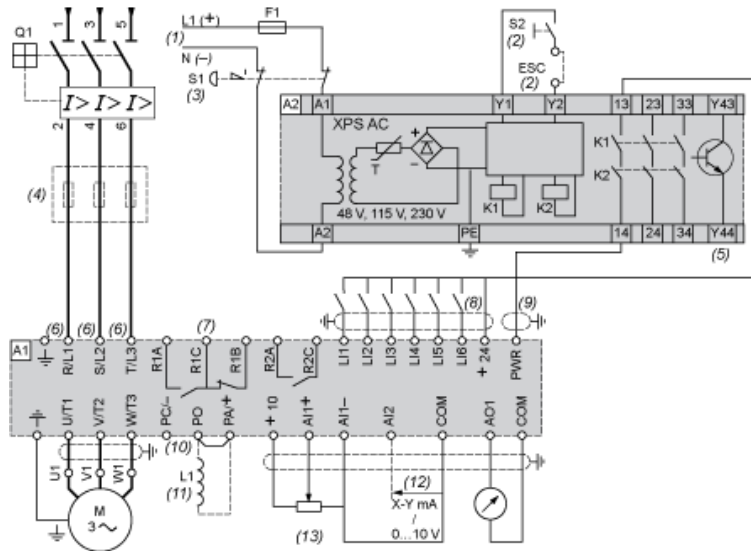 1 3 5
Q1
I> I> I>
2 4 6
(4)
L1 (+) F1
(1)
N (–)
S1
(3)
S2
(2)
ESC
(2)
A2 A1 Y1 Y2 13 23 33 Y43
XPS AC
K1
K2
+
T
–
K1 K2
48 V, 115 V, 230 V
A2 PE 14 24 34 Y44
(5)
(8) (9)
(6) (6) (6) (7)
A1
R/L1 S/L2 T/L3 R1A R1C R1B R2A R2C LI1 LI2 LI3 LI4 LI5 LI6 + 24 PWR
U/T1 V/T2 W/T3 PC/– PO PA/+ + 10 AI1+ AI1– AI2 COM AO1 COM
(10)
U1 V1 W1
L1
(11)
(12)
X-Y mA
/
0...10 V
(13)
M
3